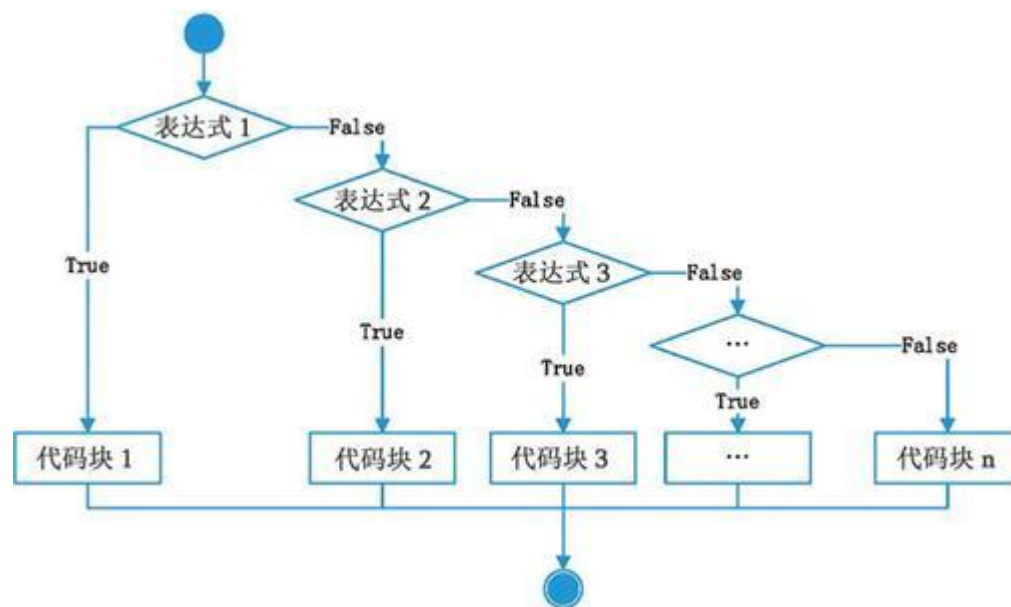 表达式 1
False
表达式 2
False
True
表达式 3
False
True
…
False
True
True
代码块 1
代码块 2
代码块 3
…
代码块 n